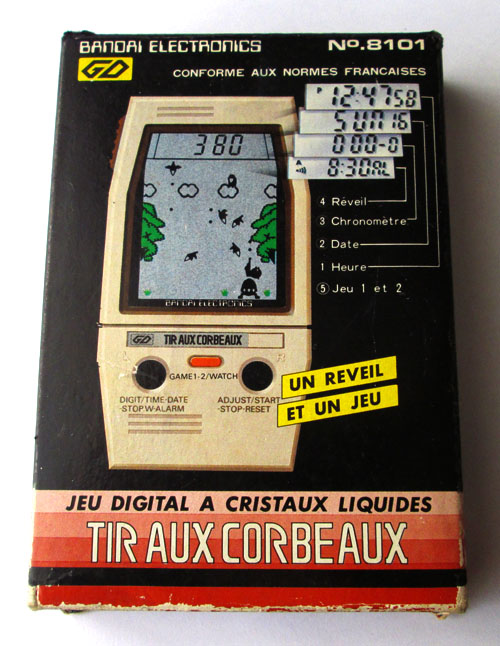 BANDAI ELECTRONICS No.8101
GD
CONFORME AUX NORMES FRANCAISES
P 12:47 58
SUN 16
000-0
A 8:30AL
380
4 Réveil
3 Chronomètre
2 Date
1 Heure
5 Jeu 1 et 2
BANDAI ELECTRONICS
GD TIR AUX CORBEAUX
L R
GAME1-2/WATCH
DIGIT/TIME-DATE ADJUST/START
-STOPW-ALARM -STOP-RESET
UN REVEIL
ET UN JEU
JEU DIGITAL A CRISTAUX LIQUIDES
TIR AUX CORBEAUX